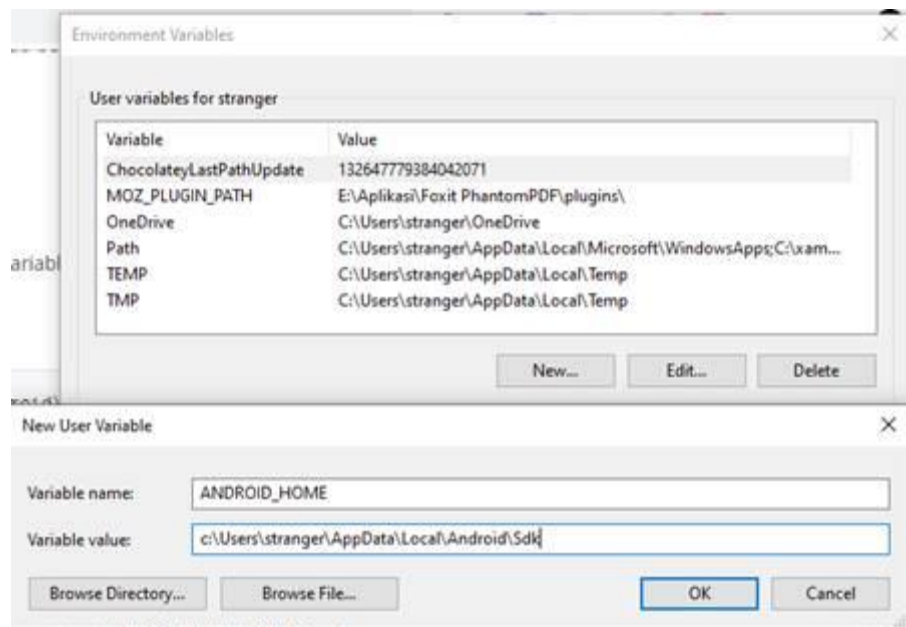 Environment Variables
User variables for stranger
Variable Value
ChocolateyLastPathUpdate 132647779384042071
MOZ_PLUGIN_PATH E:\Aplikasi\Foxit PhantomPDF\plugins\
OneDrive C:\Users\stranger\OneDrive
Path C:\Users\stranger\AppData\Local\Microsoft\WindowsApps;C:\xam...
ariabl
TEMP C:\Users\stranger\AppData\Local\Temp
TMP C:\Users\stranger\AppData\Local\Temp
New... Edit... Delete
New User Variable
Variable name: ANDROID_HOME
Variable value: c:\Users\stranger\AppData\Local\Android\Sdk
Browse Directory... Browse File... OK Cancel